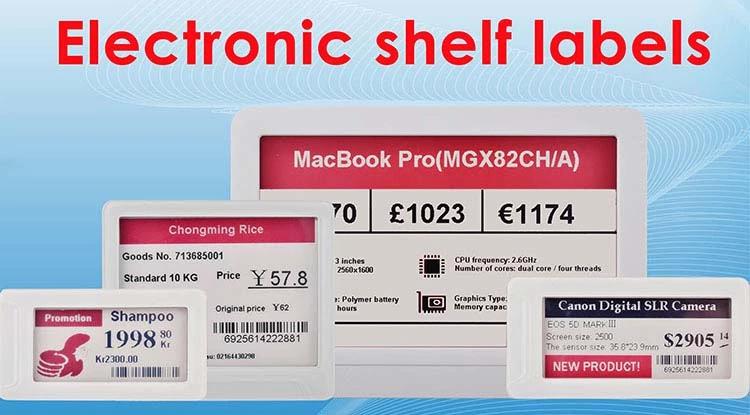 Electronic shelf labels
MacBook Pro(MGX82CH/A)
70 £1023 €1174
3 inches
2560x1600
CPU frequency: 2.6GHz
Number of cores: dual core / four threads
e: Polymer battery
hours
Graphics Type:
Memory capac
Chongming Rice
Goods No. 713685001
Standard 10 KG Price ￥57.8
Original price Y62
6925614222881
au: 02164430298
Promotion Shampoo
1998 80
Kr
Kr2300.00
Canon Digital SLR Camera
EOS 5D MARKIII
Screen size: 2500
The sensor size: 35.8*23.9mm
$2905 14
NEW PRODUCT!
6925614222881